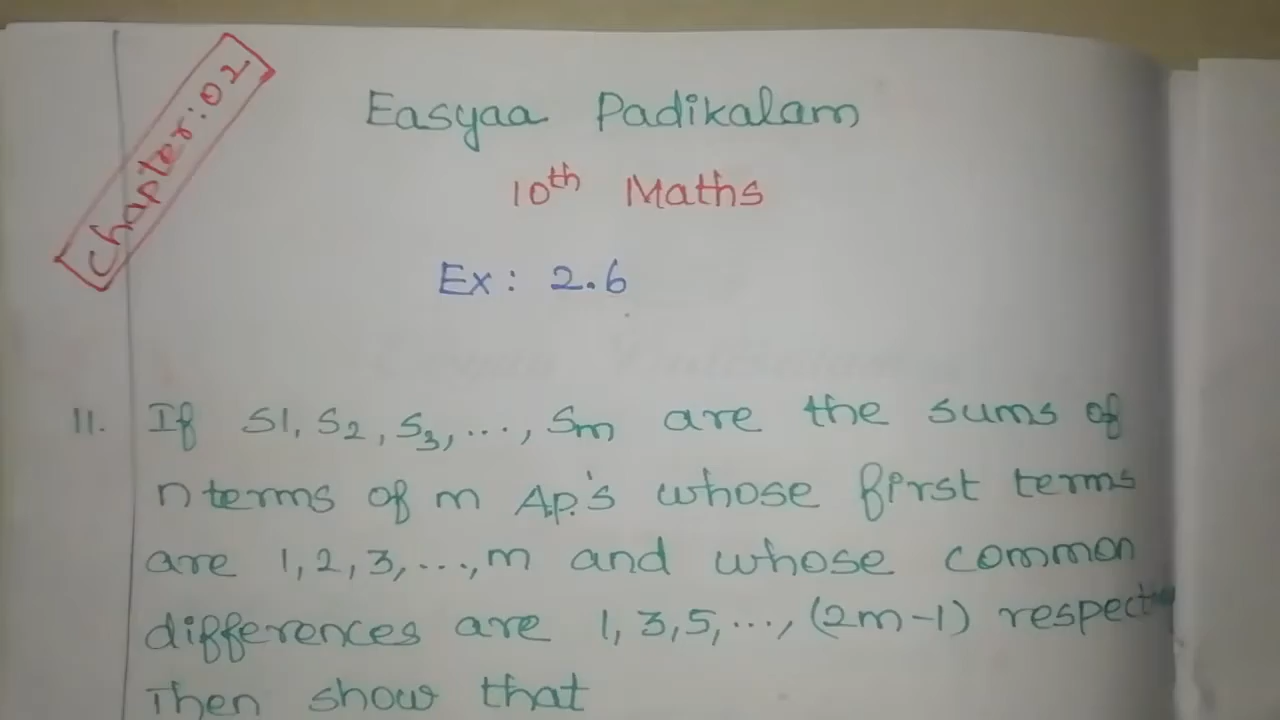 Chapter:02
Easyaa Padikalam
10th Maths
Ex: 2.6
11. If S1, S2, S3, ..., Sm are the sums of
n terms of m A.P.'s whose first terms
are 1, 2, 3, ..., m and whose common
differences are 1, 3, 5, ..., (2m-1) respect
Then show that